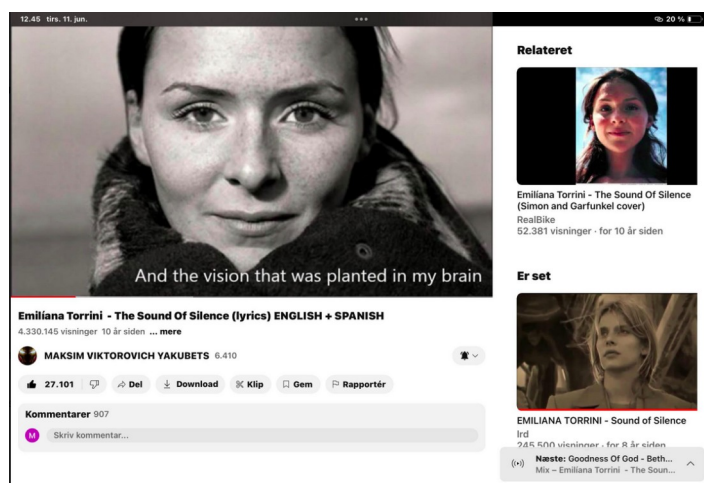 12.45 tirs. 11. jun.
20 %
And the vision that was planted in my brain
Emilíana Torrini - The Sound Of Silence (lyrics) ENGLISH + SPANISH
4.330.145 visninger 10 år siden ... mere
MAKSIM VIKTOROVICH YAKUBETS 6.410
27.101
Del
Download
Klip
Gem
Rapportér
Kommentarer 907
M
Skriv kommentar...
Relateret
Emilíana Torrini - The Sound Of Silence
(Simon and Garfunkel cover)
RealBike
52.381 visninger · for 10 år siden
Er set
EMILIANA TORRINI - Sound of Silence
Ird
245.500 visninger · for 8 år siden
Næste: Goodness Of God - Beth...
Mix – Emilíana Torrini - The Soun...